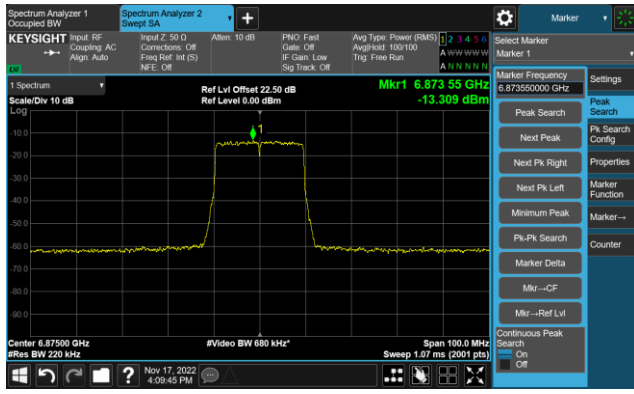 Spectrum Analyzer 1
Occupied BW
Spectrum Analyzer 2
Swept SA
Marker
KEYSIGHT
Input: RF
Coupling: AC
Align: Auto
Input Z: 50 Ω
Corrections: Off
Freq Ref: Int (S)
NFE: Off
Atten: 10 dB
PNO: Fast
Gate: Off
IF Gain: Low
Sig Track: Off
Avg Type: Power (RMS)
Avg|Hold: 100/100
Trig: Free Run
1 2 3 4 5 6
A W W W W W
A N N N N N
Select Marker
Marker 1
1 Spectrum
Scale/Div 10 dB
Log
Ref Lvl Offset 22.50 dB
Ref Level 0.00 dBm
Mkr1 6.873 55 GHz
-13.309 dBm
1
-10.0
-20.0
-30.0
-40.0
-50.0
-60.0
-70.0
-80.0
-90.0
Center 6.87500 GHz
#Res BW 220 kHz
#Video BW 680 kHz*
Span 100.0 MHz
Sweep 1.07 ms (2001 pts)
Marker Frequency
6.873550000 GHz
Peak Search
Next Peak
Next Pk Right
Next Pk Left
Minimum Peak
Pk-Pk Search
Marker Delta
Mkr→CF
Mkr→Ref Lvl
Continuous Peak
Search
On
Off
Settings
Peak
Search
Pk Search
Config
Properties
Marker
Function
Marker→
Counter
?
Nov 17, 2022
4:09:45 PM